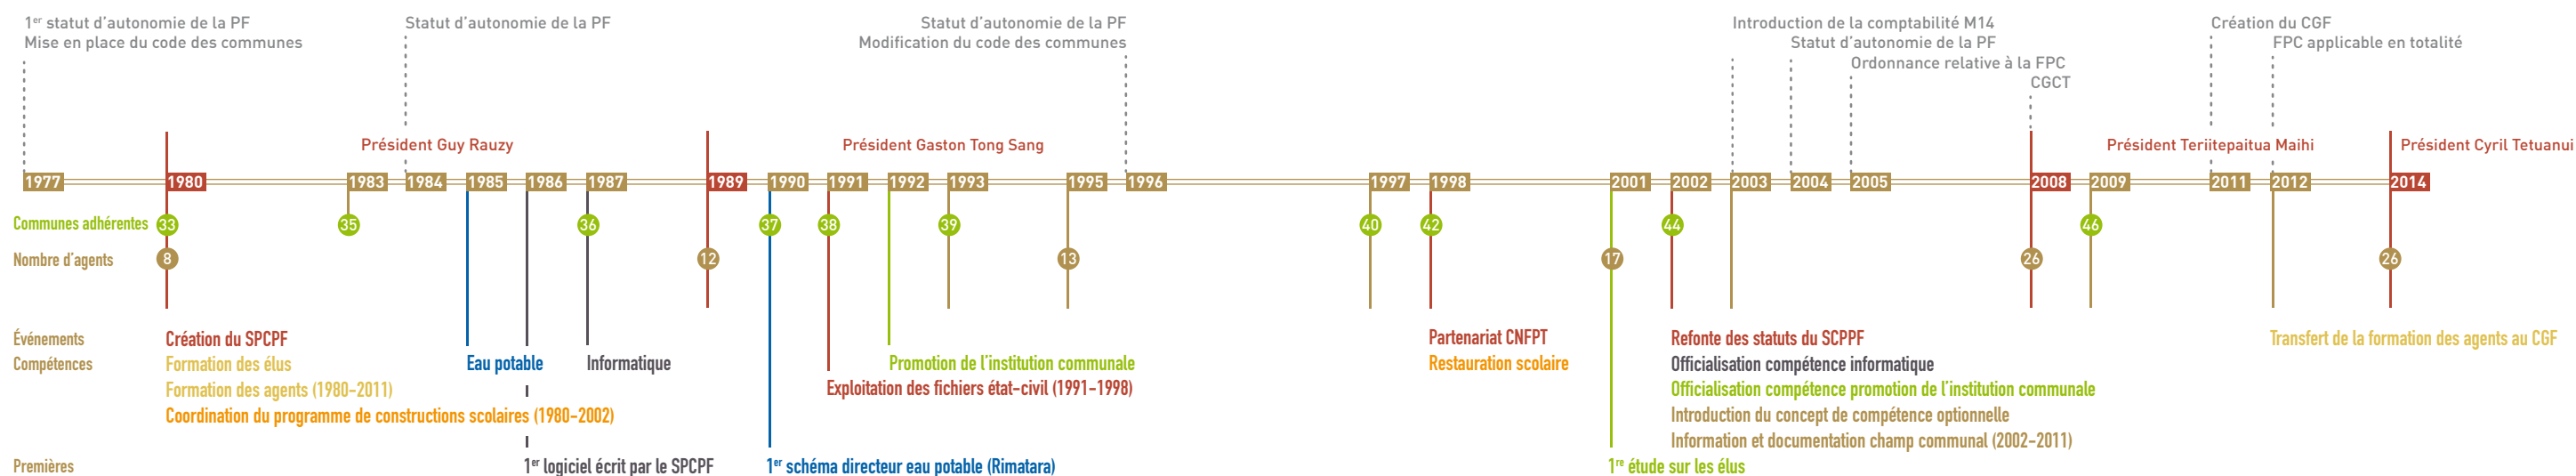 1er statut d'autonomie de la PF
Mise en place du code des communes
Statut d'autonomie de la PF
Statut d'autonomie de la PF
Modification du code des communes
Introduction de la comptabilité M14
Statut d'autonomie de la PF
Ordonnance relative à la FPC
CGCT
Création du CGF
FPC applicable en totalité
Président Guy Rauzy
Président Gaston Tong Sang
Président Teriitepaitua Maihi
Président Cyril Tetuanui
1977 1980 1983 1984 1985 1986 1987 1989 1990 1991 1992 1993 1995 1996 1997 1998 2001 2002 2003 2004 2005 2008 2009 2011 2012 2014
Communes adhérentes 33 35 36 37 38 39 40 42 44 46
Nombre d'agents 8 12 13 17 26 26
Événements
Compétences
Création du SPCPF
Formation des élus
Formation des agents (1980-2011)
Coordination du programme de constructions scolaires (1980-2002)
Eau potable
Informatique
Promotion de l'institution communale
Exploitation des fichiers état-civil (1991-1998)
Partenariat CNFPT
Restauration scolaire
Refonte des statuts du SCPPF
Officialisation compétence informatique
Officialisation compétence promotion de l'institution communale
Introduction du concept de compétence optionnelle
Information et documentation champ communal (2002-2011)
Transfert de la formation des agents au CGF
Premières
1er logiciel écrit par le SPCPF
1er schéma directeur eau potable (Rimatara)
1re étude sur les élus